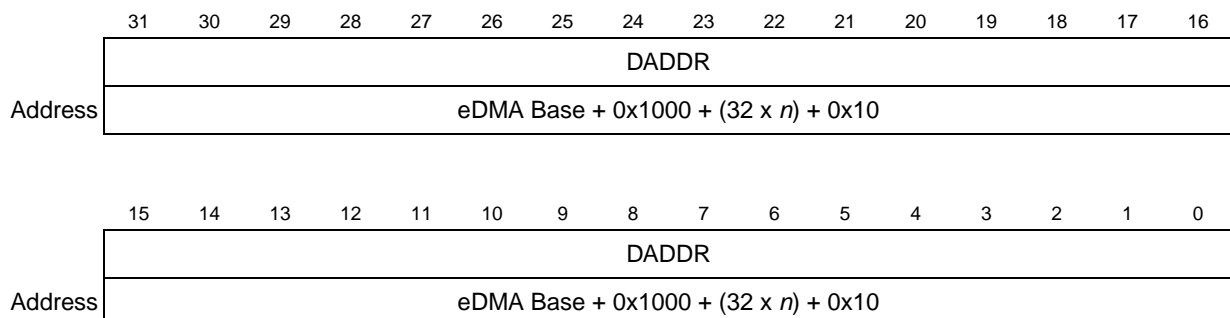 31 30 29 28 27 26 25 24 23 22 21 20 19 18 17 16
DADDR
Address eDMA Base + 0x1000 + (32 x n) + 0x10
15 14 13 12 11 10 9 8 7 6 5 4 3 2 1 0
DADDR
Address eDMA Base + 0x1000 + (32 x n) + 0x10